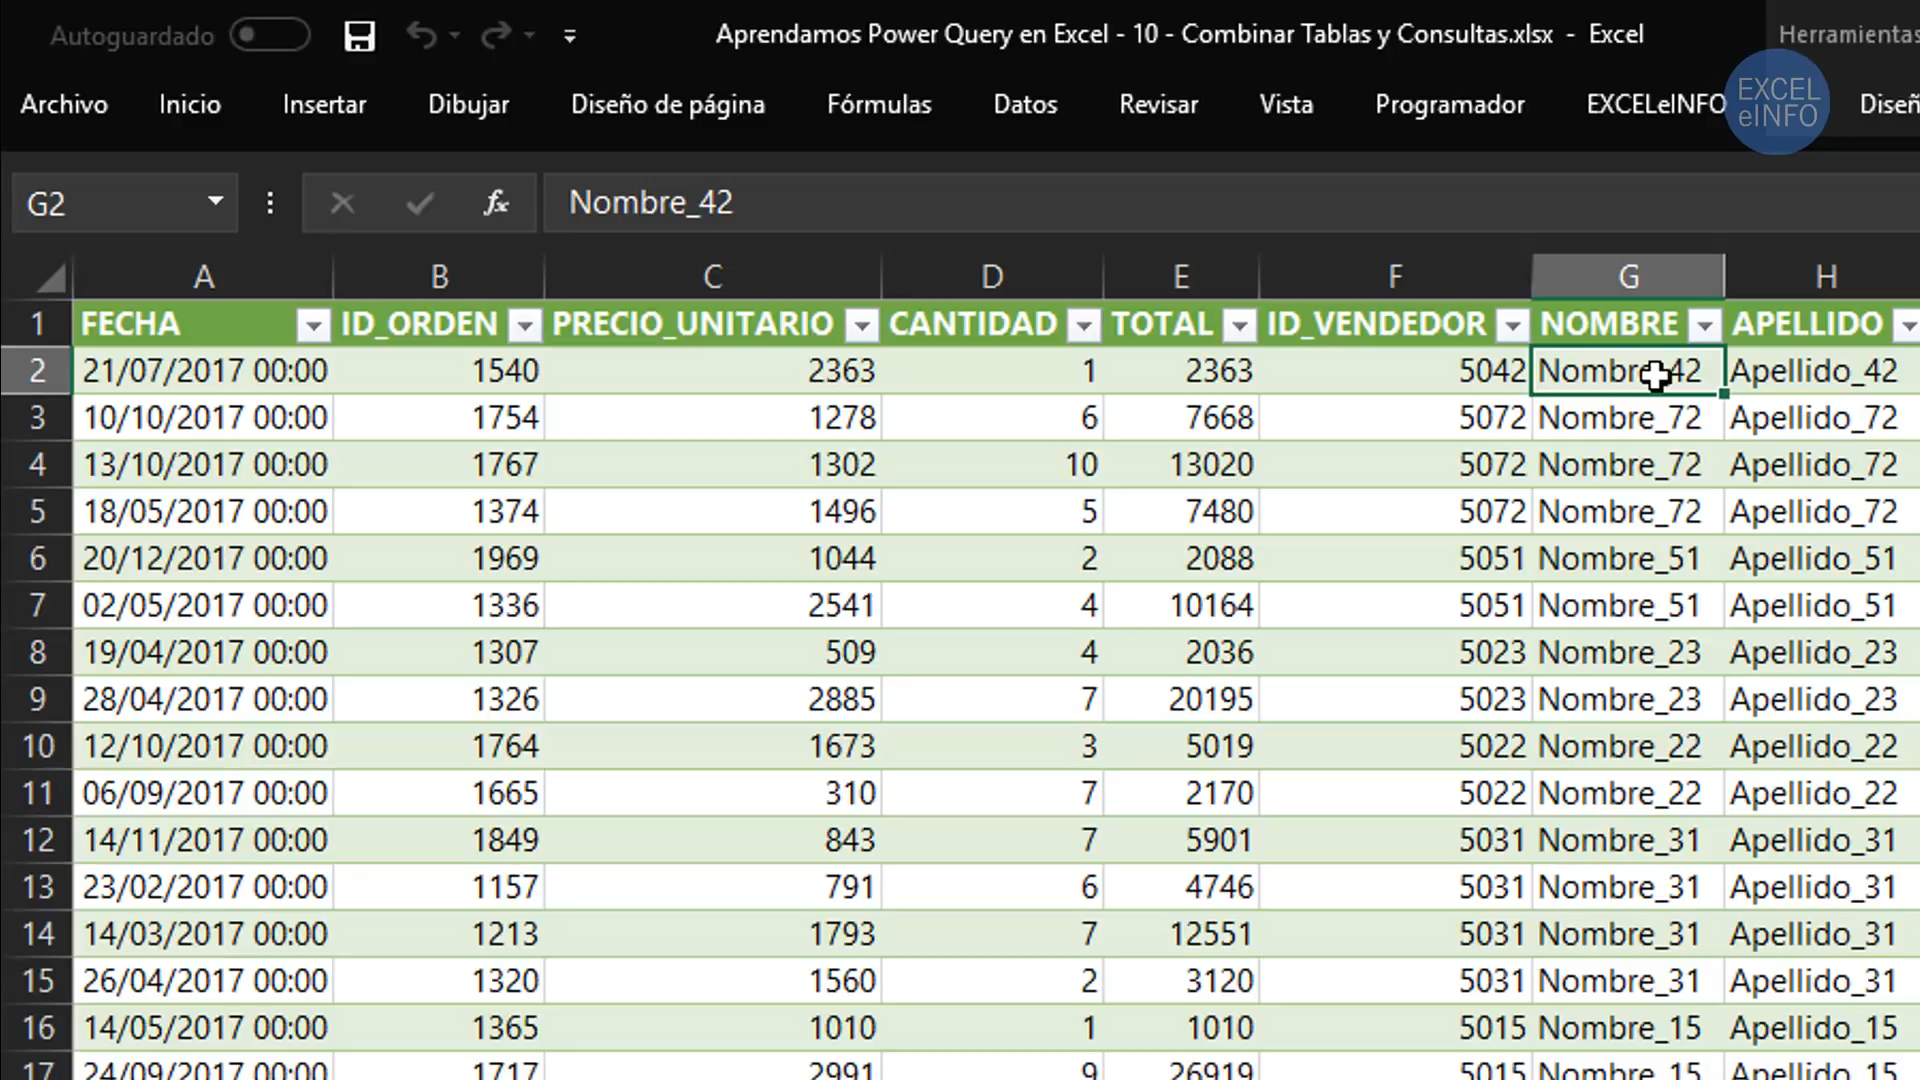 Autoguardado Aprendamos Power Query en Excel - 10 - Combinar Tablas y Consultas.xlsx - Excel Herramientas
Archivo Inicio Insertar Dibujar Diseño de página Fórmulas Datos Revisar Vista Programador EXCELeINFO Diseñ
EXCEL
eINFO
G2 fx Nombre_42
A B C D E F G H
1 FECHA ID_ORDEN PRECIO_UNITARIO CANTIDAD TOTAL ID_VENDEDOR NOMBRE APELLIDO
2 21/07/2017 00:00 1540 2363 1 2363 5042 Nombre_42 Apellido_42
3 10/10/2017 00:00 1754 1278 6 7668 5072 Nombre_72 Apellido_72
4 13/10/2017 00:00 1767 1302 10 13020 5072 Nombre_72 Apellido_72
5 18/05/2017 00:00 1374 1496 5 7480 5072 Nombre_72 Apellido_72
6 20/12/2017 00:00 1969 1044 2 2088 5051 Nombre_51 Apellido_51
7 02/05/2017 00:00 1336 2541 4 10164 5051 Nombre_51 Apellido_51
8 19/04/2017 00:00 1307 509 4 2036 5023 Nombre_23 Apellido_23
9 28/04/2017 00:00 1326 2885 7 20195 5023 Nombre_23 Apellido_23
10 12/10/2017 00:00 1764 1673 3 5019 5022 Nombre_22 Apellido_22
11 06/09/2017 00:00 1665 310 7 2170 5022 Nombre_22 Apellido_22
12 14/11/2017 00:00 1849 843 7 5901 5031 Nombre_31 Apellido_31
13 23/02/2017 00:00 1157 791 6 4746 5031 Nombre_31 Apellido_31
14 14/03/2017 00:00 1213 1793 7 12551 5031 Nombre_31 Apellido_31
15 26/04/2017 00:00 1320 1560 2 3120 5031 Nombre_31 Apellido_31
16 14/05/2017 00:00 1365 1010 1 1010 5015 Nombre_15 Apellido_15
17 24/09/2017 00:00 1717 2991 9 26919 5015 Nombre_15 Apellido_15